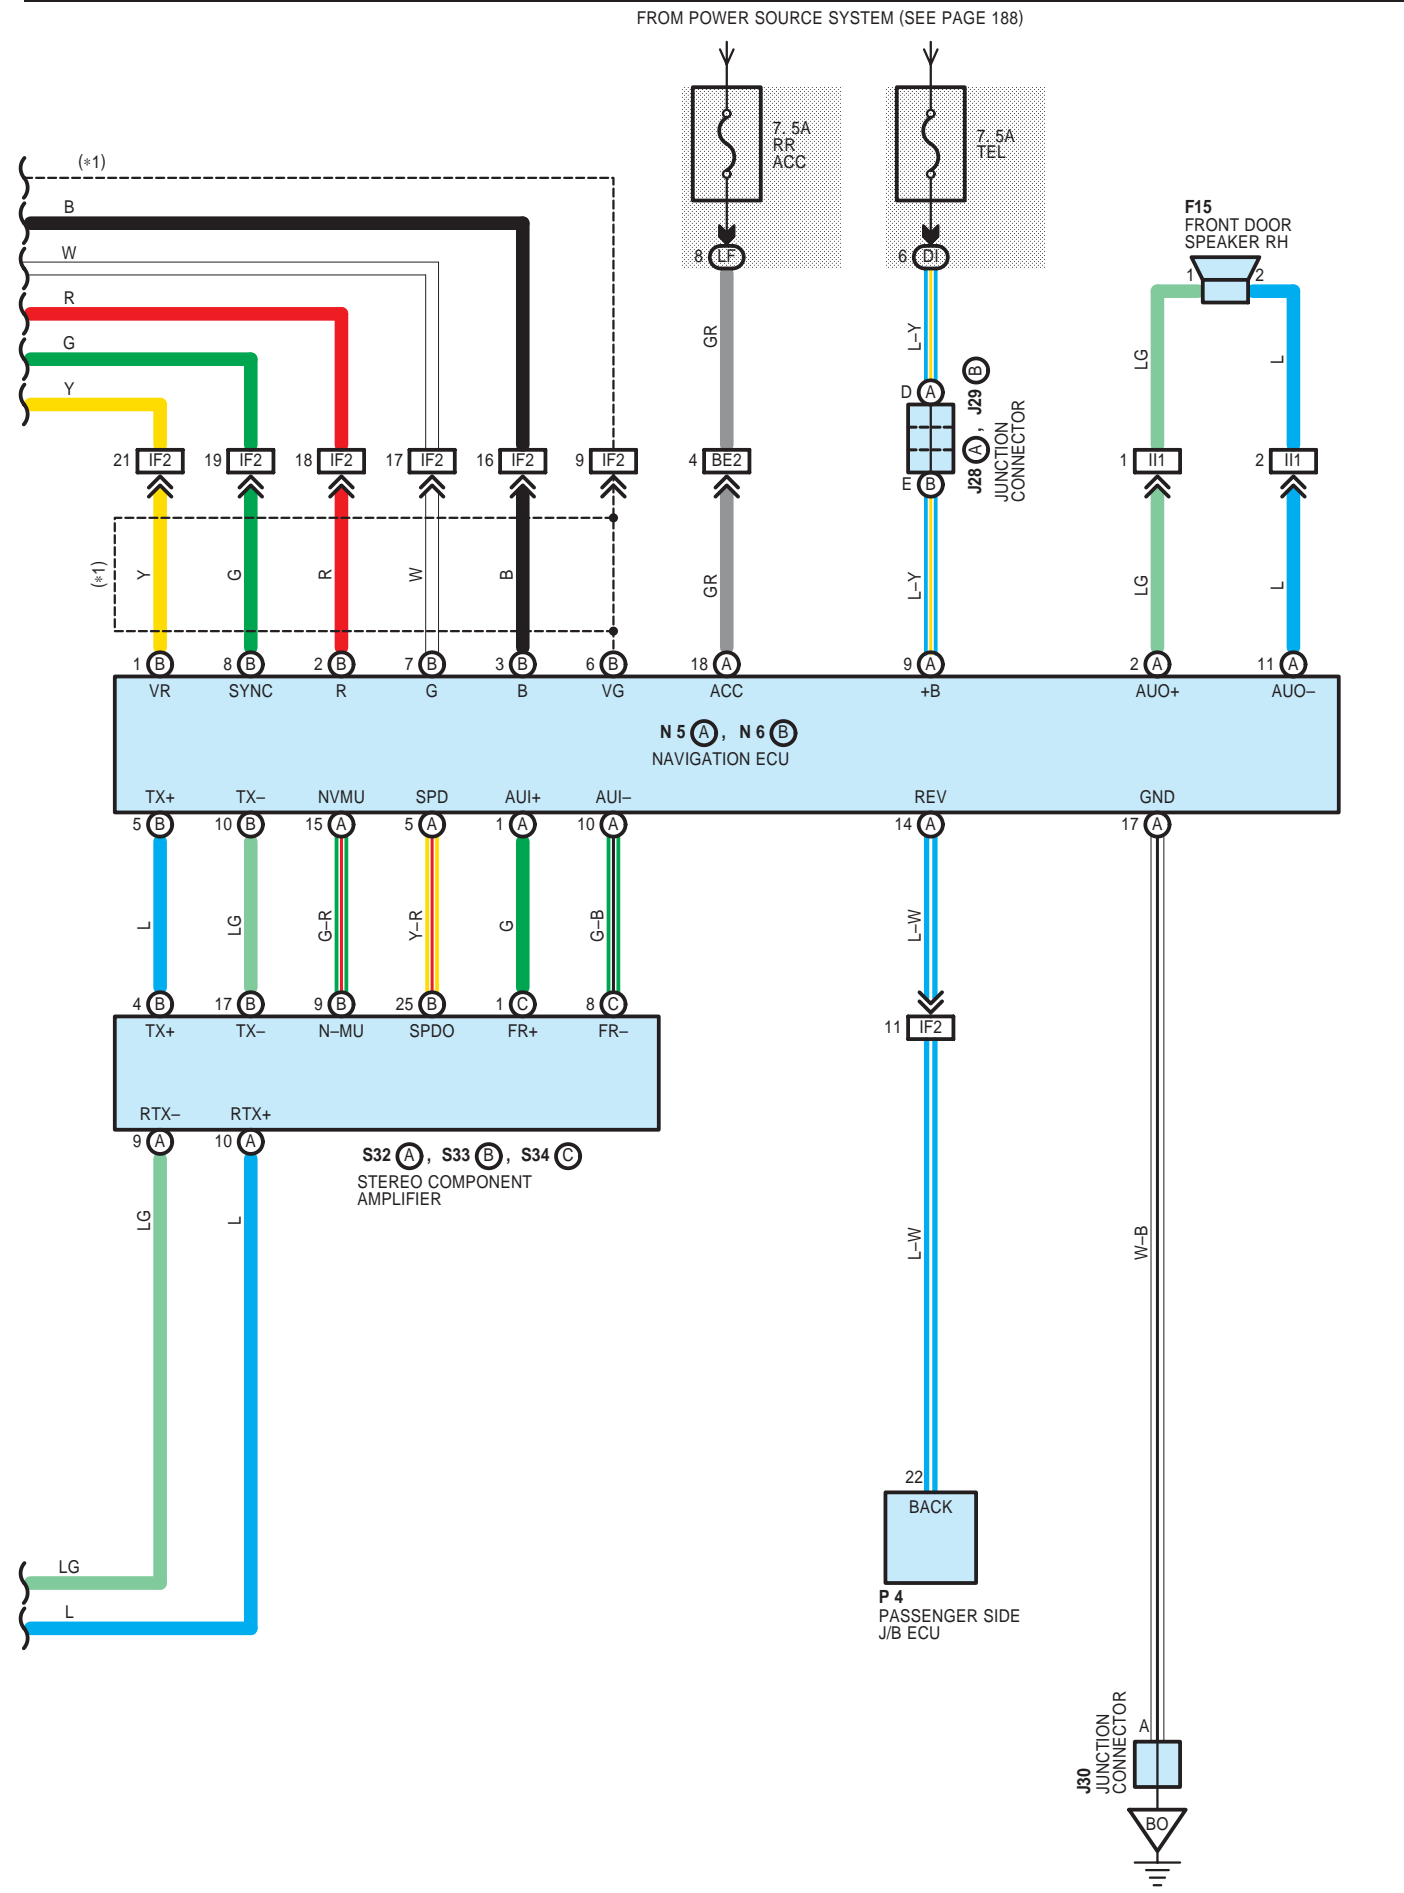 FROM POWER SOURCE SYSTEM (SEE PAGE 188)
7. 5A
RR
ACC
7. 5A
TEL
8 LF
6 DI
(*1)
B
W
R
G
Y
F15
FRONT DOOR
SPEAKER RH
1 2
GR
L–Y
LG
L
D A
J28 A , J29 B
JUNCTION
CONNECTOR
E B
21 IF2
19 IF2
18 IF2
17 IF2
16 IF2
9 IF2
4 BE2
1 II1
2 II1
(*1)
Y
G
R
W
B
GR
L–Y
LG
L
1 B
8 B
2 B
7 B
3 B
6 B
18 A
9 A
2 A
11 A
VR
SYNC
R
G
B
VG
ACC
+B
AUO+
AUO–
N 5 A , N 6 B
NAVIGATION ECU
TX+
TX–
NVMU
SPD
AUI+
AUI–
REV
GND
5 B
10 B
15 A
5 A
1 A
10 A
14 A
17 A
L
LG
G–R
Y–R
G
G–B
L–W
4 B
17 B
9 B
25 B
1 C
8 C
11 IF2
TX+
TX–
N–MU
SPDO
FR+
FR–
RTX–
RTX+
9 A
10 A
S32 A , S33 B , S34 C
STEREO COMPONENT
AMPLIFIER
LG
L
L–W
W–B
22
BACK
P 4
PASSENGER SIDE
J/B ECU
LG
L
A
J30
JUNCTION
CONNECTOR
BO